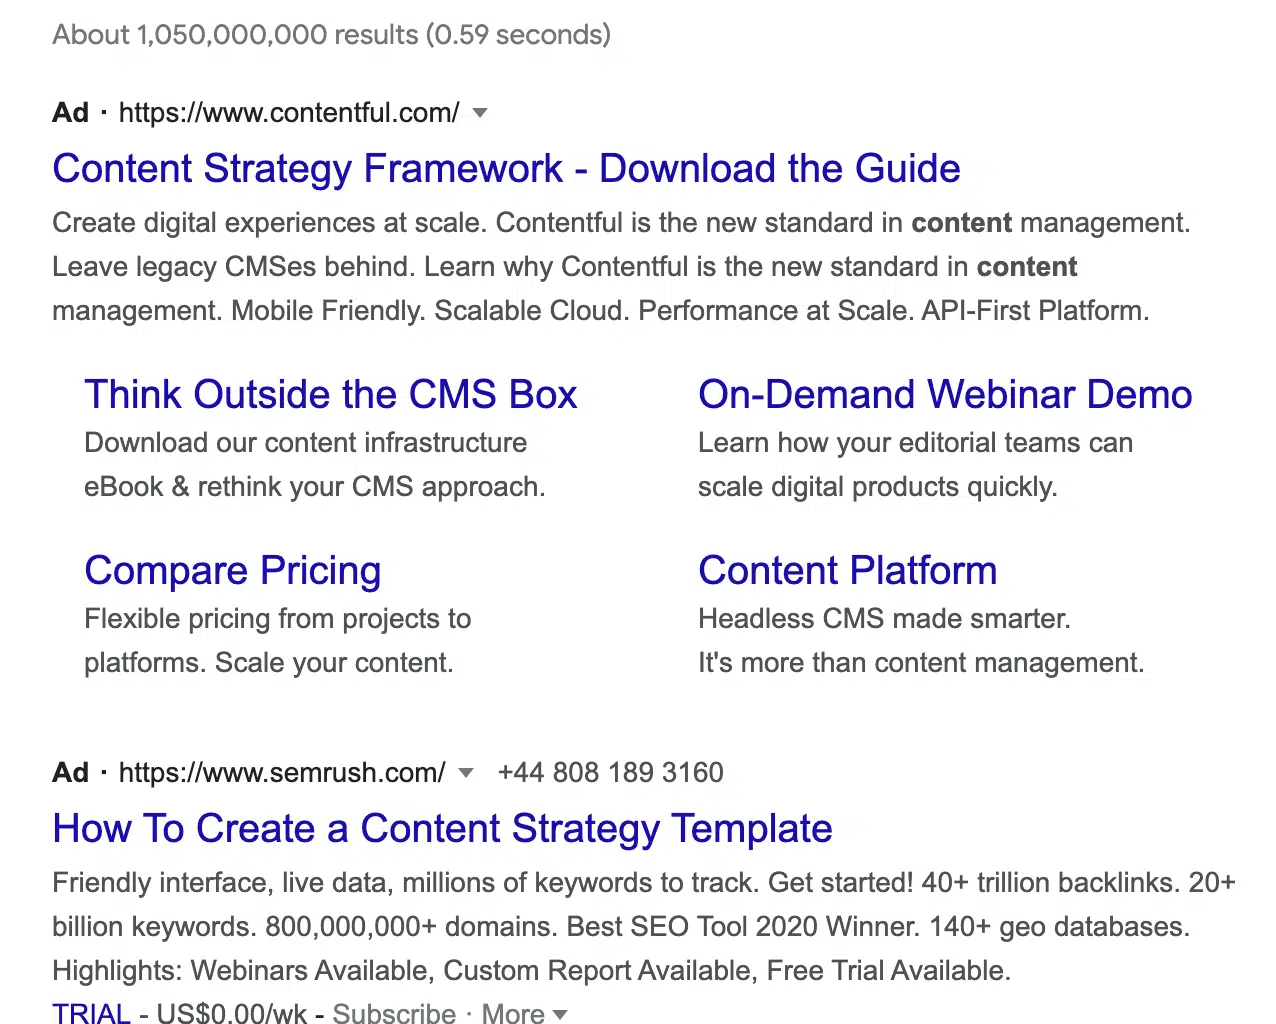 About 1,050,000,000 results (0.59 seconds)
Ad · https://www.contentful.com/
Content Strategy Framework - Download the Guide
Create digital experiences at scale. Contentful is the new standard in content management.
Leave legacy CMSes behind. Learn why Contentful is the new standard in content
management. Mobile Friendly. Scalable Cloud. Performance at Scale. API-First Platform.
Think Outside the CMS Box
Download our content infrastructure
eBook & rethink your CMS approach.
On-Demand Webinar Demo
Learn how your editorial teams can
scale digital products quickly.
Compare Pricing
Flexible pricing from projects to
platforms. Scale your content.
Content Platform
Headless CMS made smarter.
It's more than content management.
Ad · https://www.semrush.com/ +44 808 189 3160
How To Create a Content Strategy Template
Friendly interface, live data, millions of keywords to track. Get started! 40+ trillion backlinks. 20+
billion keywords. 800,000,000+ domains. Best SEO Tool 2020 Winner. 140+ geo databases.
Highlights: Webinars Available, Custom Report Available, Free Trial Available.
TRIAL - US$0.00/wk - Subscribe · More